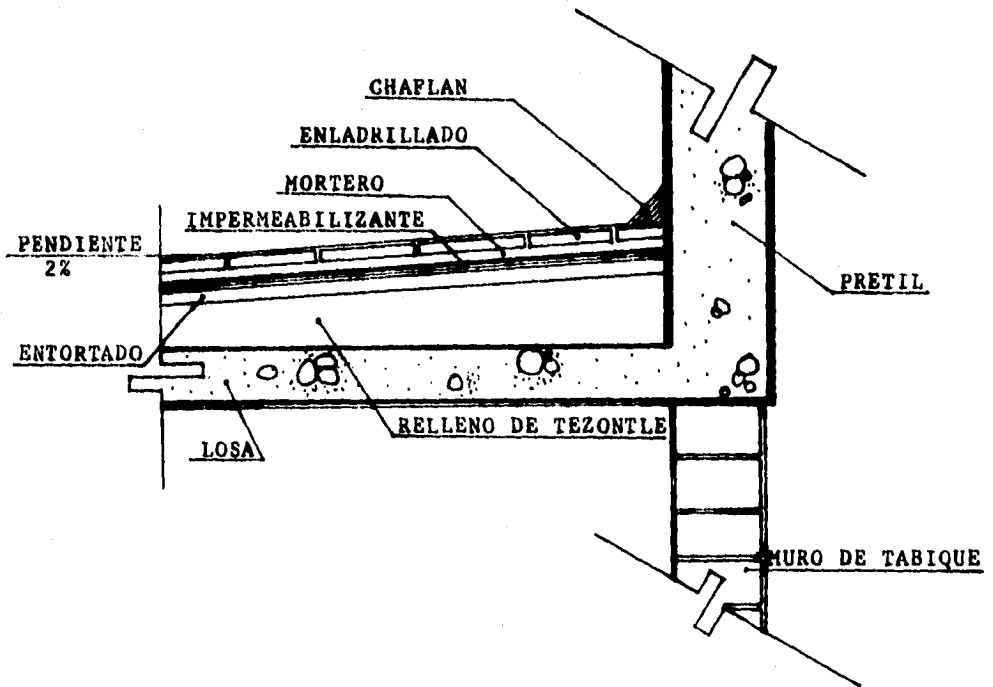 CHAFLAN
ENLADRILLADO
MORTERO
IMPERMEABILIZANTE
PENDIENTE
2%
PRETIL
ENTORTADO
RELLENO DE TEZONTLE
LOSA
MURO DE TABIQUE